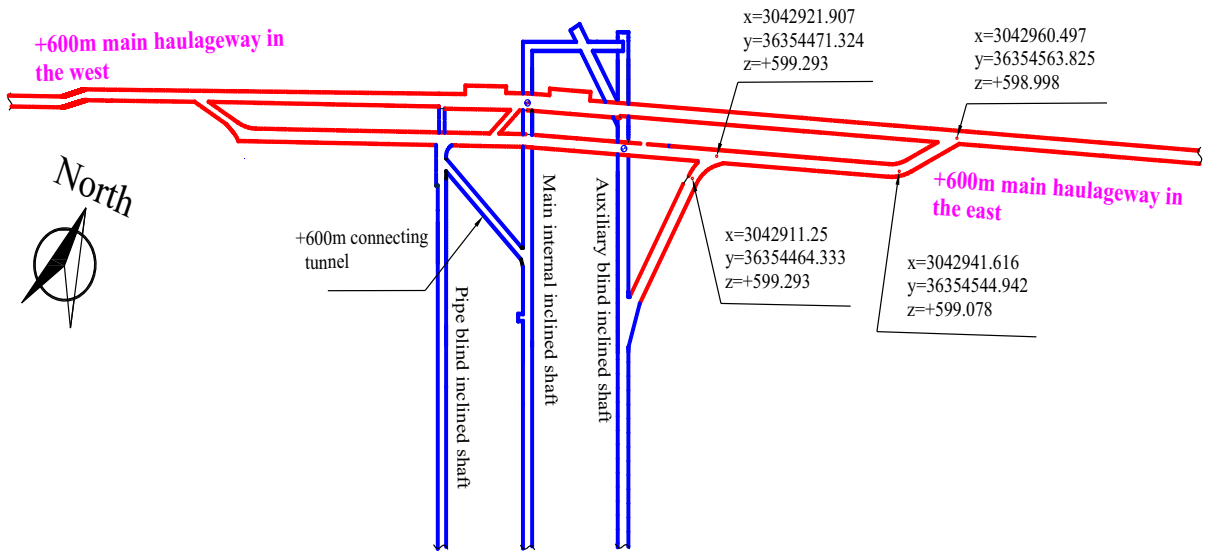 +600m main haulageway in
the west
x=3042921.907
y=36354471.324
z=+599.293
x=3042960.497
y=36354563.825
z=+598.998
North
+600m connecting
tunnel
Pipe blind inclined shaft
Main internal inclined shaft
Auxiliary blind inclined shaft
x=3042911.25
y=36354464.333
z=+599.293
+600m main haulageway in
the east
x=3042941.616
y=36354544.942
z=+599.078